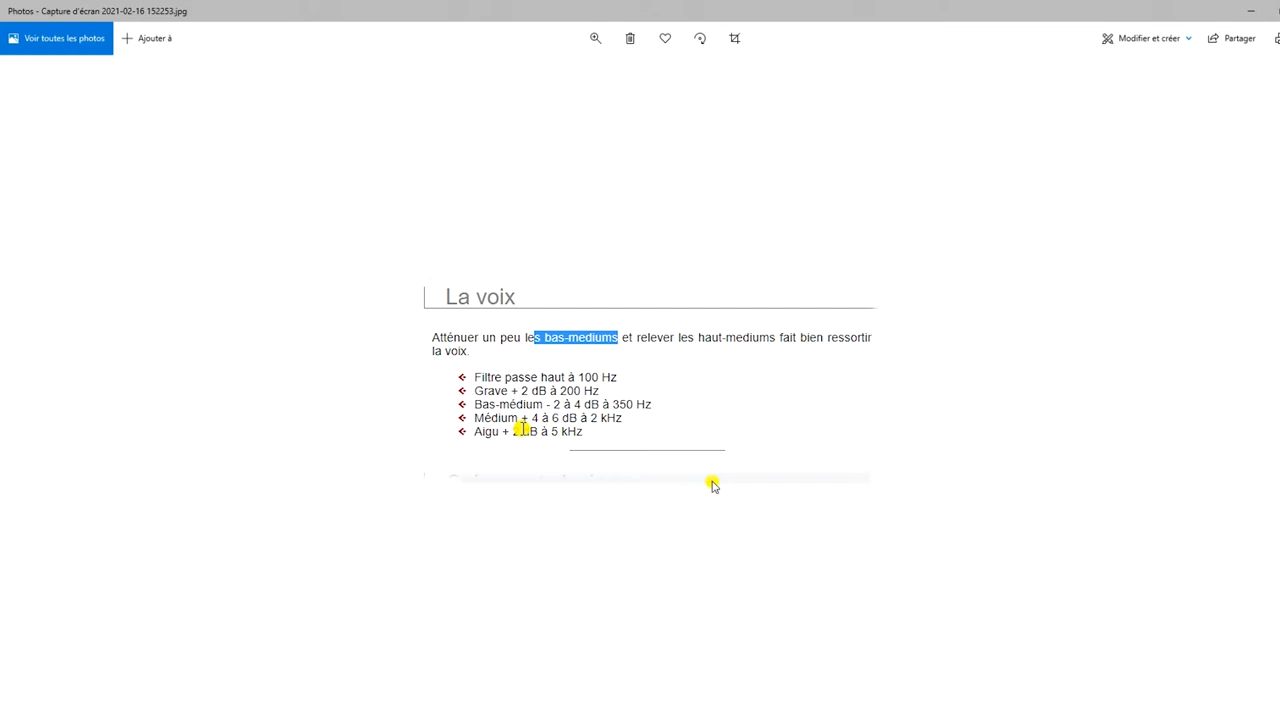 Photos - Capture d'écran 2021-02-16 152253.jpg
Voir toutes les photos
Ajouter à
Modifier et créer
Partager
La voix
Atténuer un peu les bas-mediums et relever les haut-mediums fait bien ressortir
la voix.
Filtre passe haut à 100 Hz
Grave + 2 dB à 200 Hz
Bas-médium - 2 à 4 dB à 350 Hz
Médium + 4 à 6 dB à 2 kHz
Aigu + 2 dB à 5 kHz